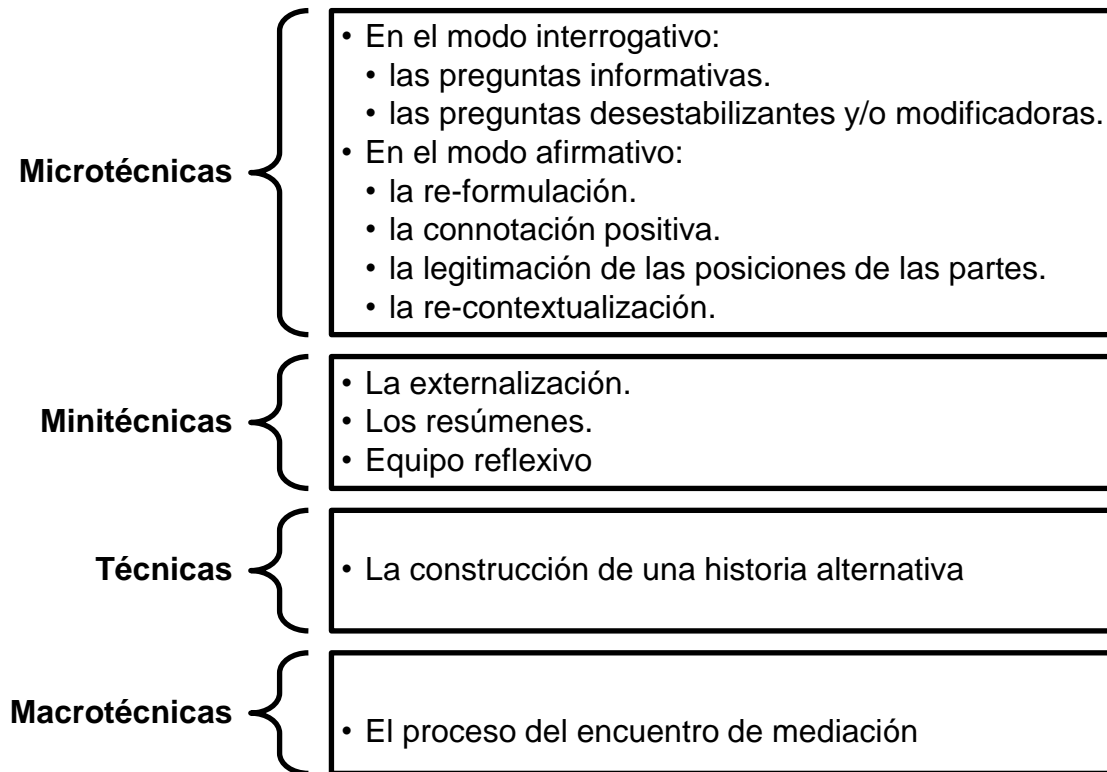 Microtécnicas
• En el modo interrogativo:
• las preguntas informativas.
• las preguntas desestabilizantes y/o modificadoras.
• En el modo afirmativo:
• la re-formulación.
• la connotación positiva.
• la legitimación de las posiciones de las partes.
• la re-contextualización.
Minitécnicas
• La externalización.
• Los resúmenes.
• Equipo reflexivo
Técnicas
• La construcción de una historia alternativa
Macrotécnicas
• El proceso del encuentro de mediación